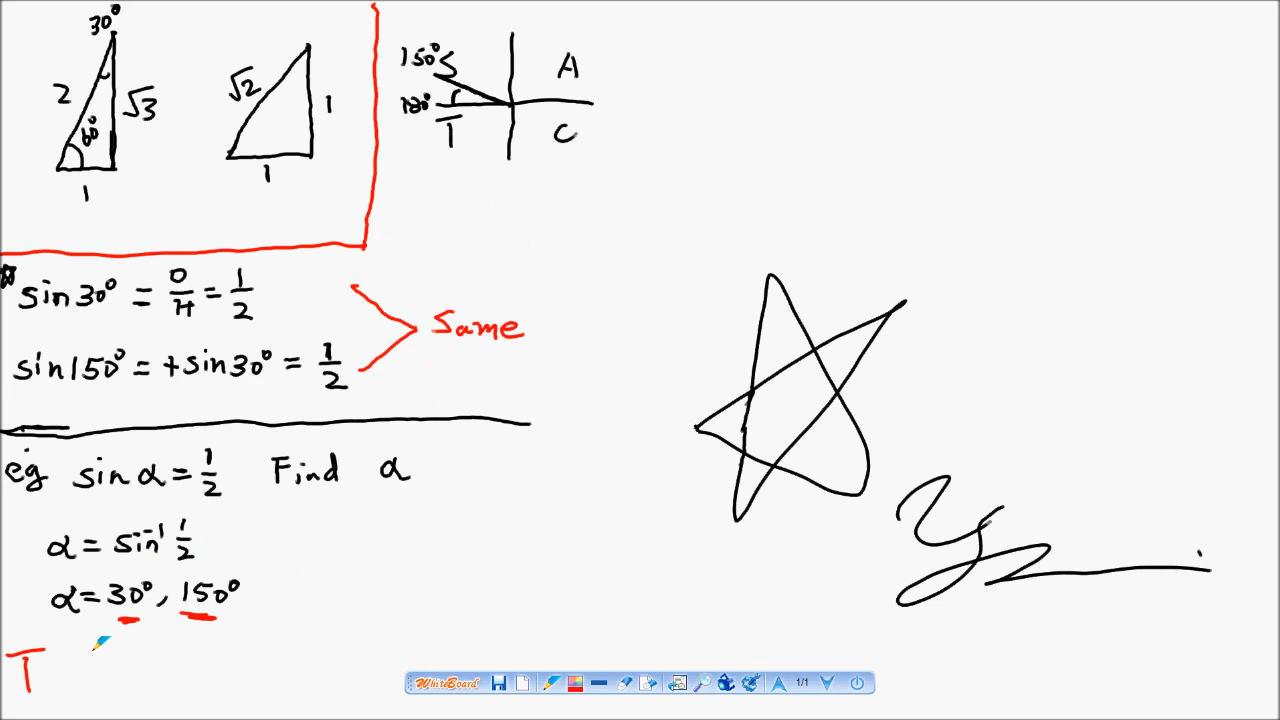 30°
2
√3
60°
1
√2
1
1
150° S
A
180°
T
C
sin30° = O/H = 1/2
sin150° = +sin30° = 1/2
Same
eg sin α = 1/2 Find α
α = sin⁻¹ 1/2
α = 30°, 150°
T
WhiteBoard
1/1